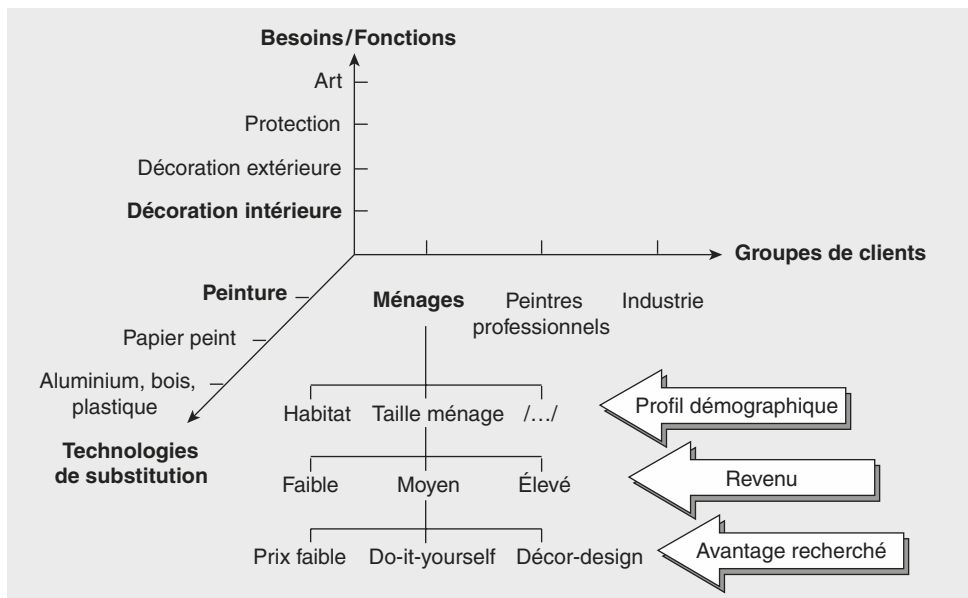 Besoins/Fonctions
Art
Protection
Décoration extérieure
Décoration intérieure
Groupes de clients
Peinture
Papier peint
Aluminium, bois,
plastique
Technologies
de substitution
Ménages
Peintres
professionnels
Industrie
Habitat
Taille ménage
/…/
Profil démographique
Faible
Moyen
Élevé
Revenu
Prix faible
Do-it-yourself
Décor-design
Avantage recherché